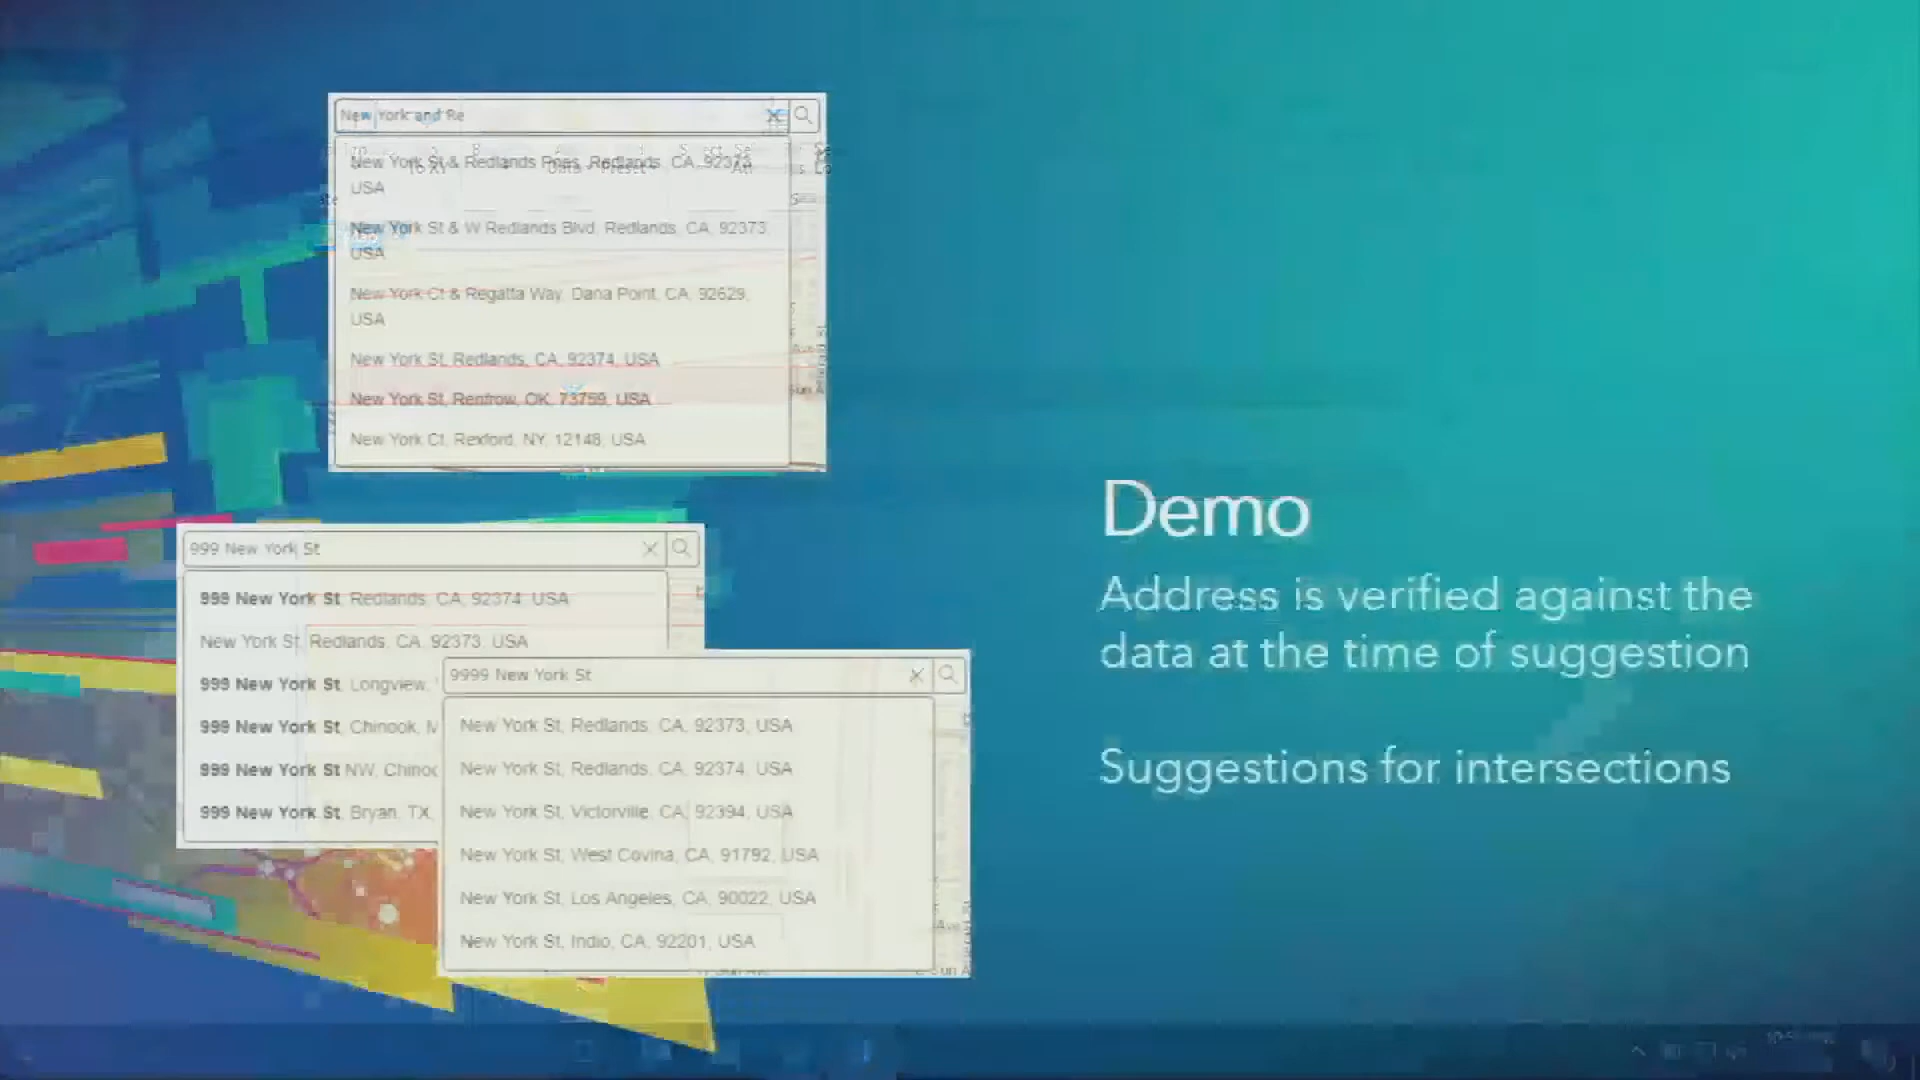 New York and Re
New York St & Redlands Pines, Redlands, CA, 92373,
USA
New York St & W Redlands Blvd, Redlands, CA, 92373,
USA
New York Ct & Regatta Way, Dana Point, CA, 92629,
USA
New York St, Redlands, CA, 92374, USA
New York St, Renfrow, OK, 73759, USA
New York Ct, Rexford, NY, 12148, USA
999 New York St
999 New York St, Redlands, CA, 92374, USA
New York St, Redlands, CA, 92373, USA
999 New York St, Longview,
999 New York St, Chinook, M
999 New York St NW, Chinoo
999 New York St, Bryan, TX,
9999 New York St
New York St, Redlands, CA, 92373, USA
New York St, Redlands, CA, 92374, USA
New York St, Victorville, CA, 92394, USA
New York St, West Covina, CA, 91792, USA
New York St, Los Angeles, CA, 90022, USA
New York St, Indio, CA, 92201, USA
Demo
Address is verified against the
data at the time of suggestion
Suggestions for intersections